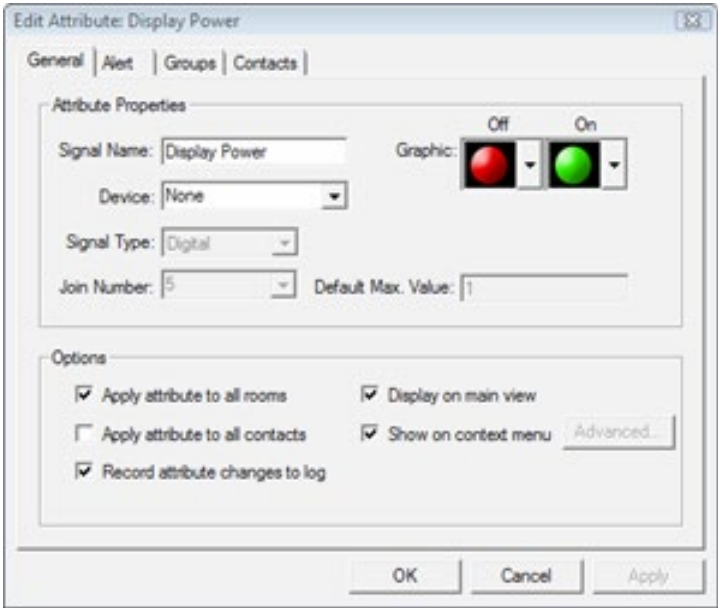 Edit Attribute: Display Power
General Alert Groups Contacts
Attribute Properties
Off On
Signal Name: Display Power Graphic:
Device: None
Signal Type: Digital
Join Number: 5 Default Max. Value: 1
Options
Apply attribute to all rooms Display on main view
Apply attribute to all contacts Show on context menu Advanced...
Record attribute changes to log
OK Cancel Apply